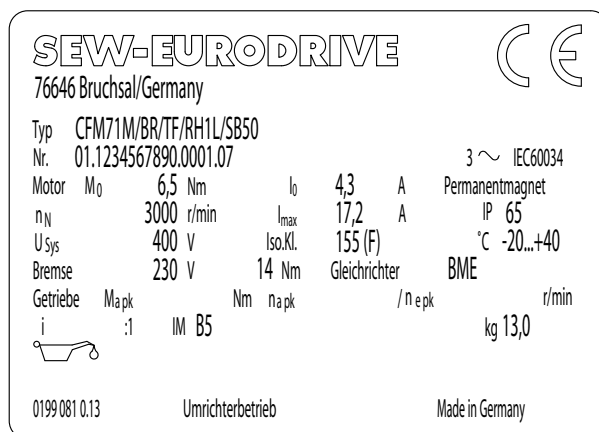 SEW-EURODRIVE CE
76646 Bruchsal/Germany
Typ CFM71M/BR/TF/RH1L/SB50
Nr. 01.1234567890.0001.07 3 ~ IEC60034
Motor M0 6,5 Nm I0 4,3 A Permanentmagnet
nN 3000 r/min Imax 17,2 A IP 65
USys 400 V Iso.Kl. 155 (F) °C -20...+40
Bremse 230 V 14 Nm Gleichrichter BME
Getriebe Ma pk Nm na pk / ne pk r/min
i :1 IM B5 kg 13,0
0199 081 0.13 Umrichterbetrieb Made in Germany